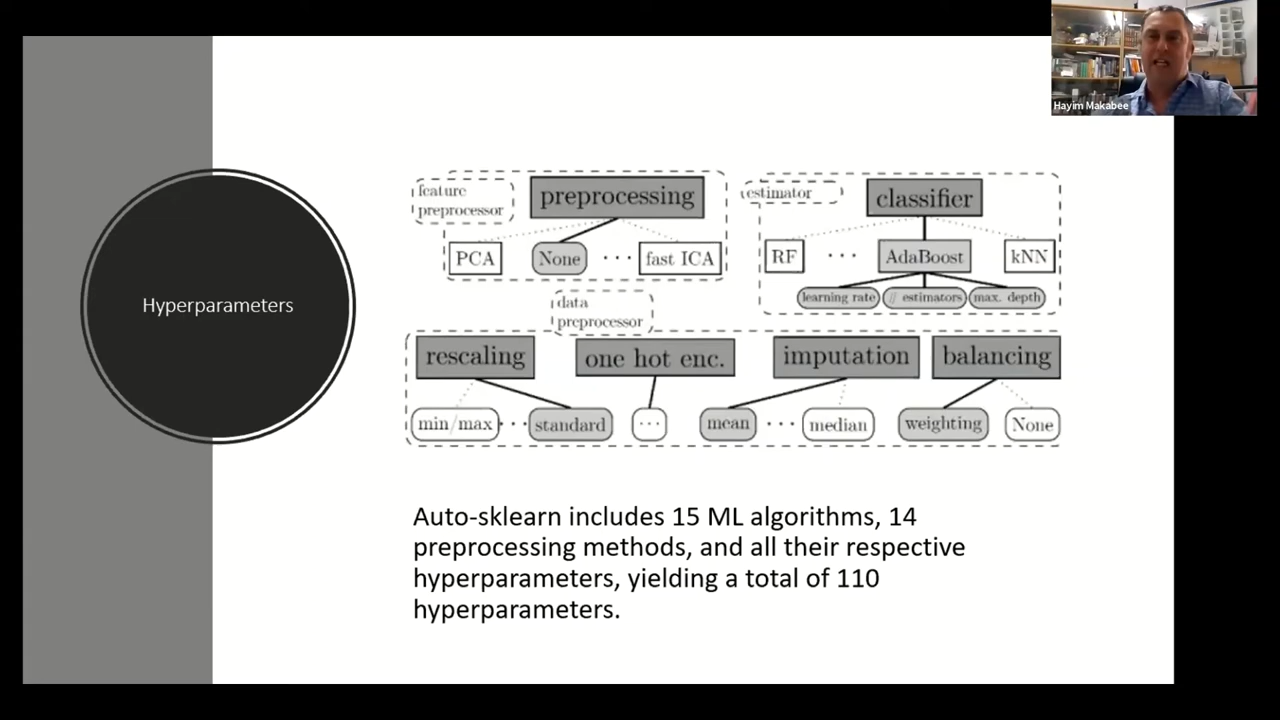 Hayim Makabee
Hyperparameters
feature
preprocessor
preprocessing
PCA
None
· · ·
fast ICA
estimator
classifier
RF
· · ·
AdaBoost
kNN
learning rate
# estimators
max. depth
data
preprocessor
rescaling
one hot enc.
imputation
balancing
min/max
· · ·
standard
· · ·
mean
· · ·
median
weighting
None
Auto-sklearn includes 15 ML algorithms, 14
preprocessing methods, and all their respective
hyperparameters, yielding a total of 110
hyperparameters.